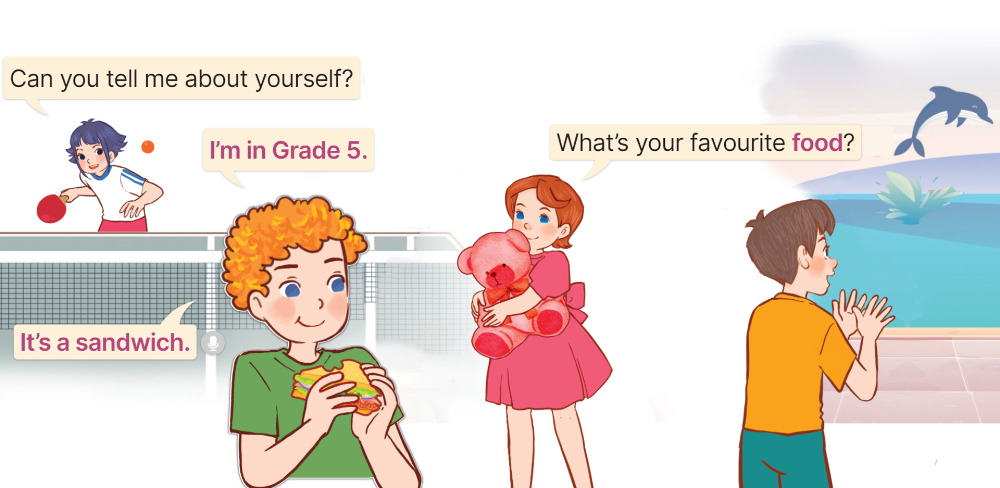 Can you tell me about yourself?
I'm in Grade 5.
What's your favourite food?
It's a sandwich.